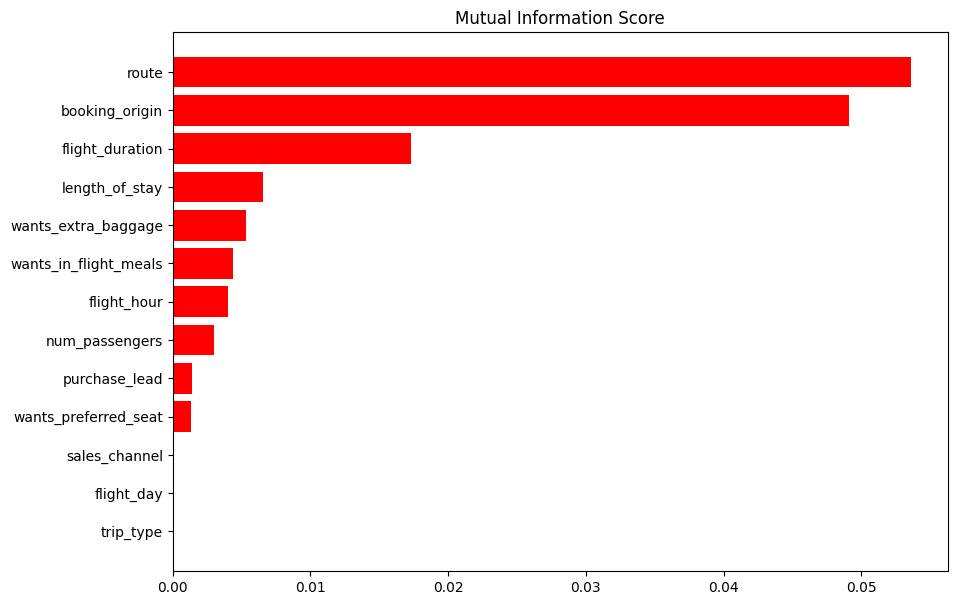 Mutual Information Score
route
booking_origin
flight_duration
length_of_stay
wants_extra_baggage
wants_in_flight_meals
flight_hour
num_passengers
purchase_lead
wants_preferred_seat
sales_channel
flight_day
trip_type
0.00 0.01 0.02 0.03 0.04 0.05